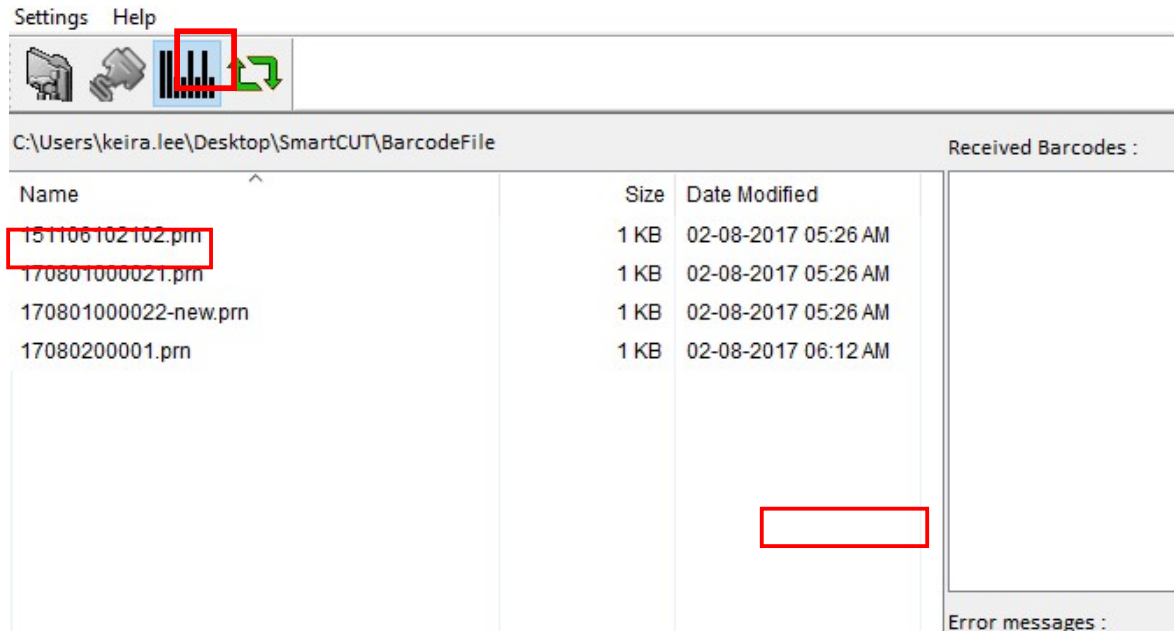 Settings Help
C:\Users\keira.lee\Desktop\SmartCUT\BarcodeFile
Received Barcodes :
Name Size Date Modified
151106102102.prn 1 KB 02-08-2017 05:26 AM
170801000021.prn 1 KB 02-08-2017 05:26 AM
170801000022-new.prn 1 KB 02-08-2017 05:26 AM
17080200001.prn 1 KB 02-08-2017 06:12 AM
Error messages :